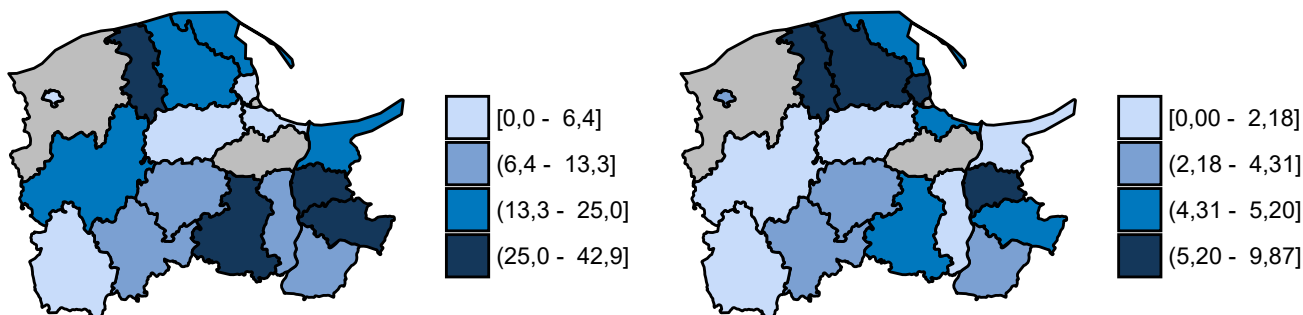 [0,0 - 6,4]
(6,4 - 13,3]
(13,3 - 25,0]
(25,0 - 42,9]
[0,00 - 2,18]
(2,18 - 4,31]
(4,31 - 5,20]
(5,20 - 9,87]